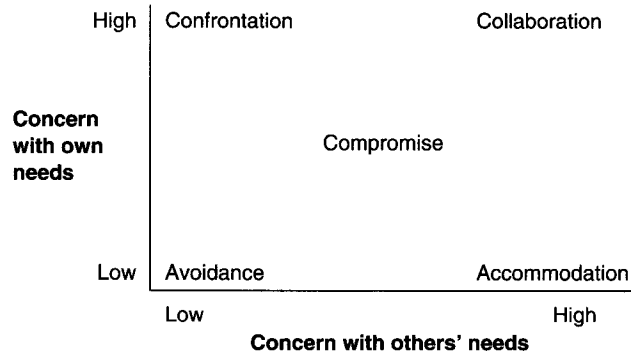 High
Confrontation
Collaboration
Concern
with own
needs
Compromise
Low
Avoidance
Accommodation
Low
High
Concern with others' needs